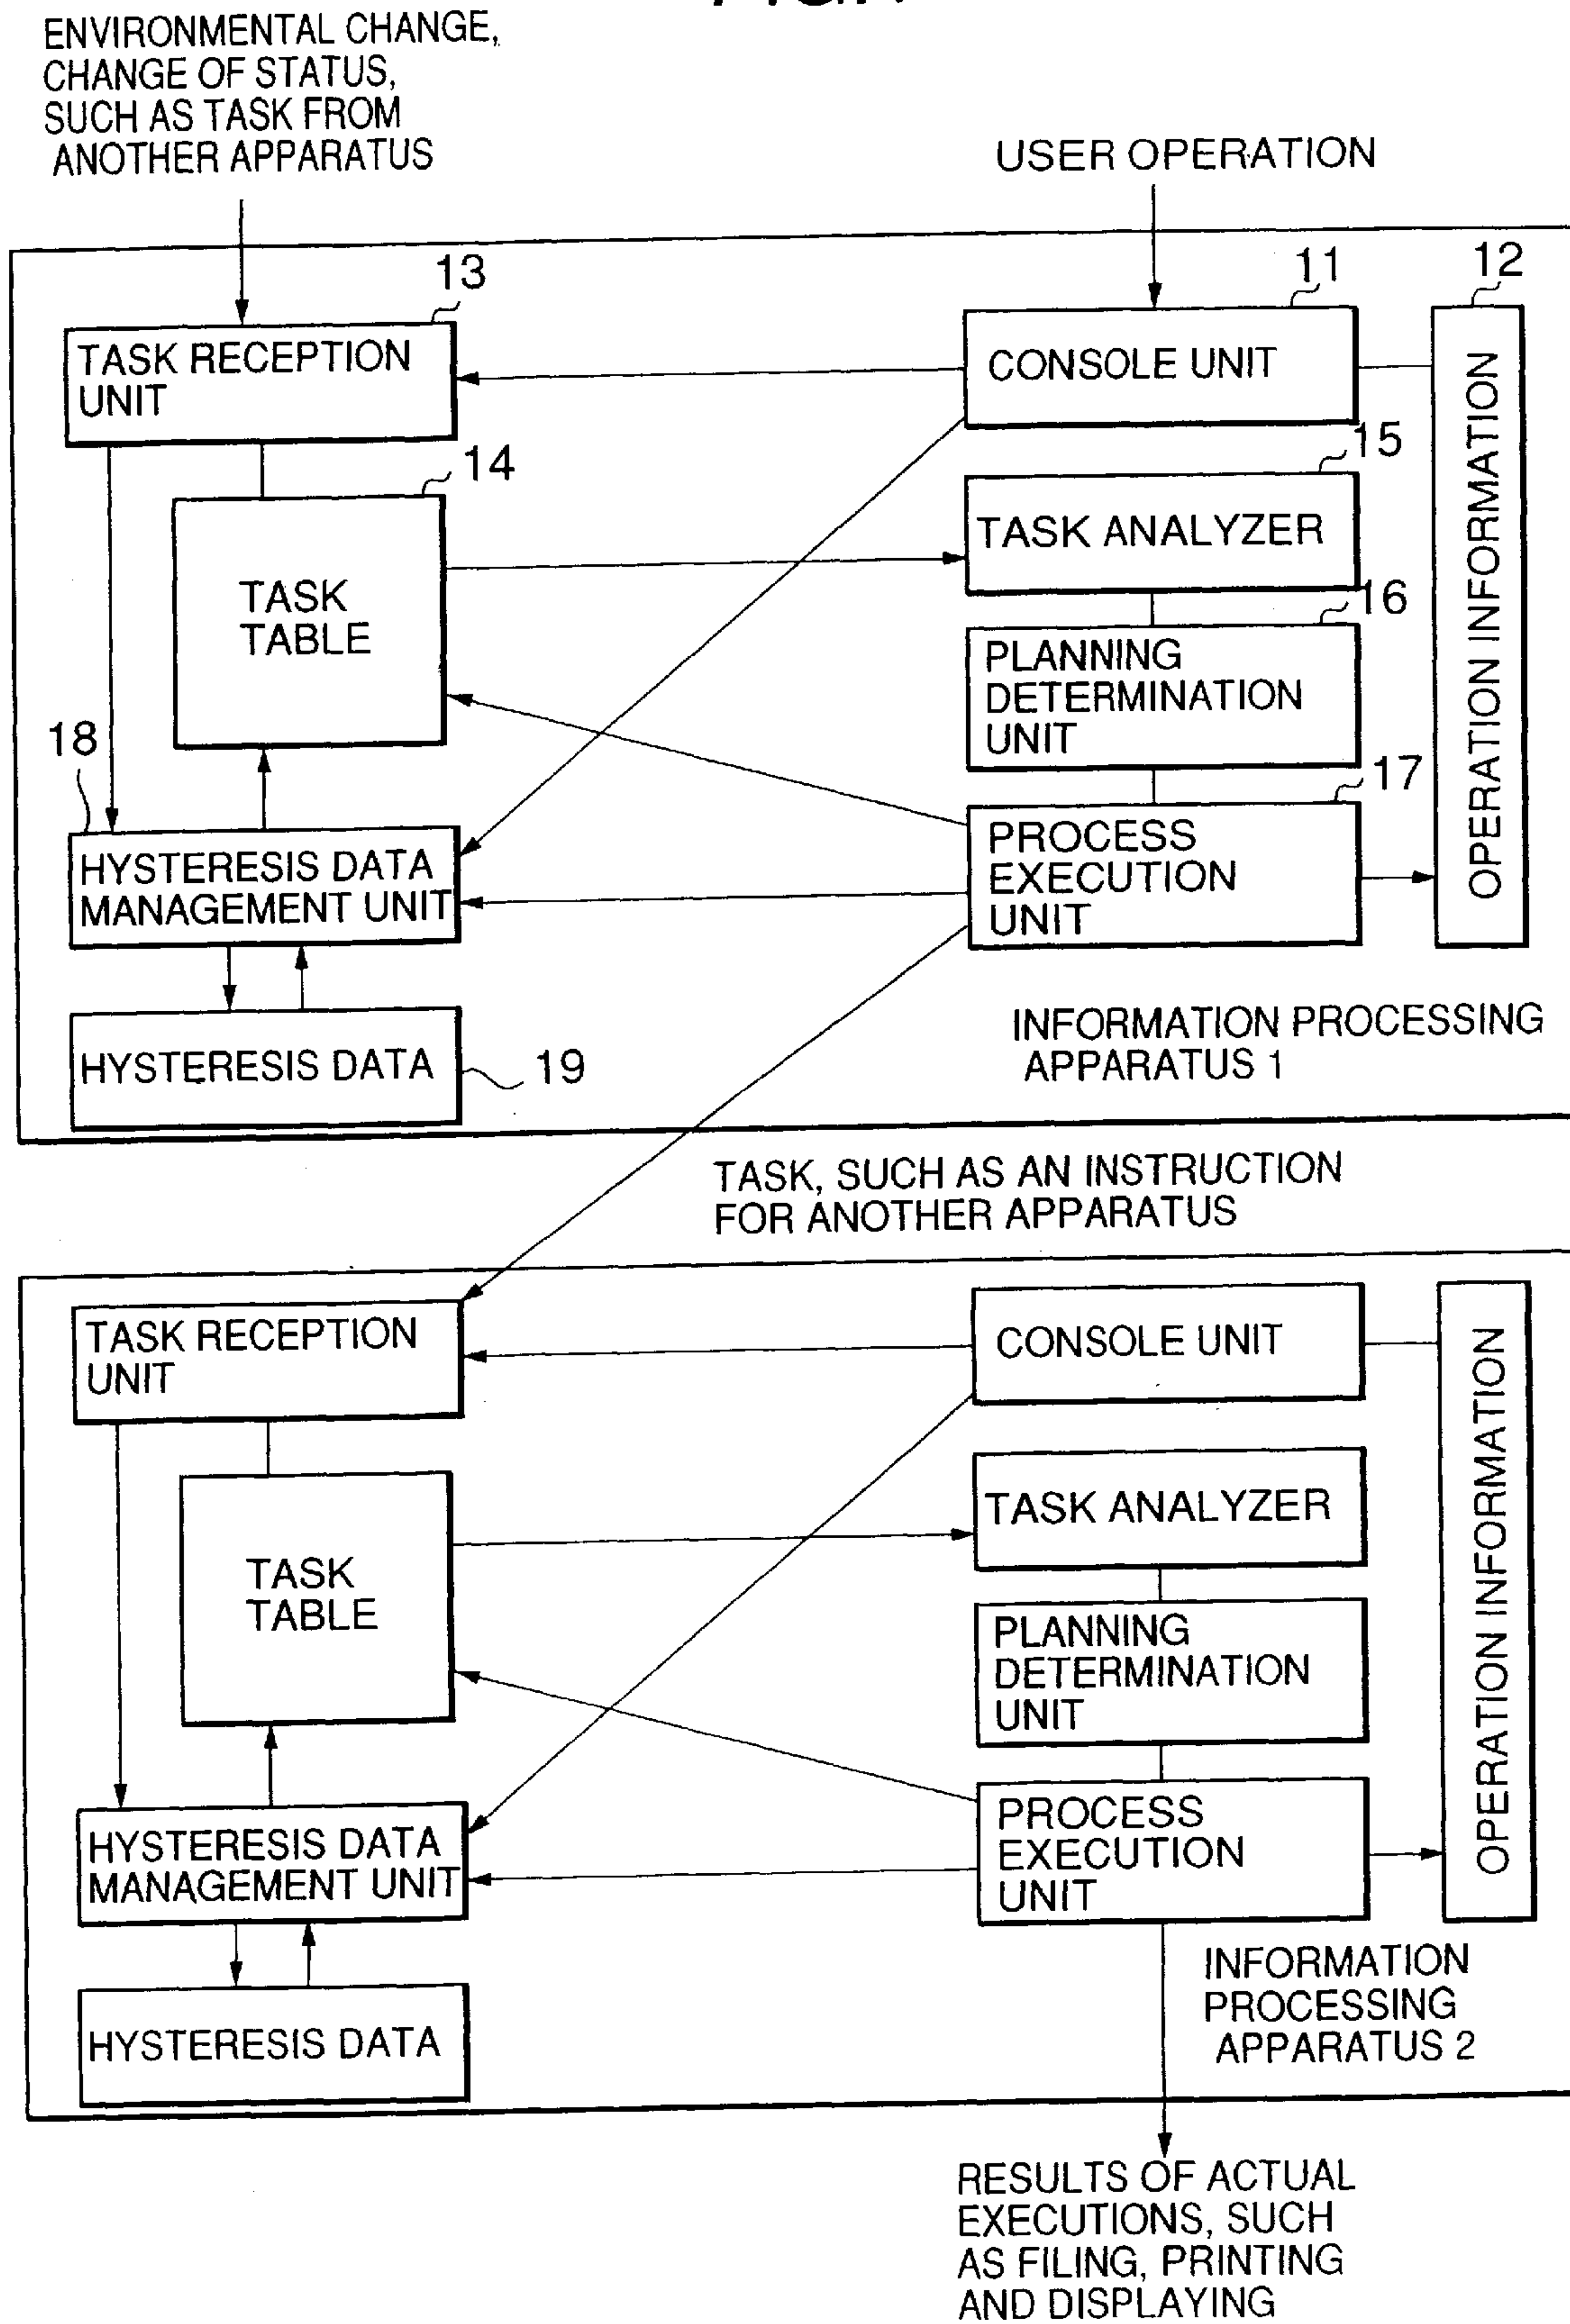 ENVIRONMENTAL CHANGE,
CHANGE OF STATUS,
SUCH AS TASK FROM
ANOTHER APPARATUS
USER OPERATION
13
11
12
TASK RECEPTION
UNIT
CONSOLE UNIT
OPERATION INFORMATION
14
15
TASK ANALYZER
TASK
TABLE
16
PLANNING
DETERMINATION
UNIT
18
17
HYSTERESIS DATA
MANAGEMENT UNIT
PROCESS
EXECUTION
UNIT
HYSTERESIS DATA
19
INFORMATION PROCESSING
APPARATUS 1
TASK, SUCH AS AN INSTRUCTION
FOR ANOTHER APPARATUS
TASK RECEPTION
UNIT
CONSOLE UNIT
OPERATION INFORMATION
TASK ANALYZER
TASK
TABLE
PLANNING
DETERMINATION
UNIT
HYSTERESIS DATA
MANAGEMENT UNIT
PROCESS
EXECUTION
UNIT
HYSTERESIS DATA
INFORMATION
PROCESSING
APPARATUS 2
RESULTS OF ACTUAL
EXECUTIONS, SUCH
AS FILING, PRINTING
AND DISPLAYING